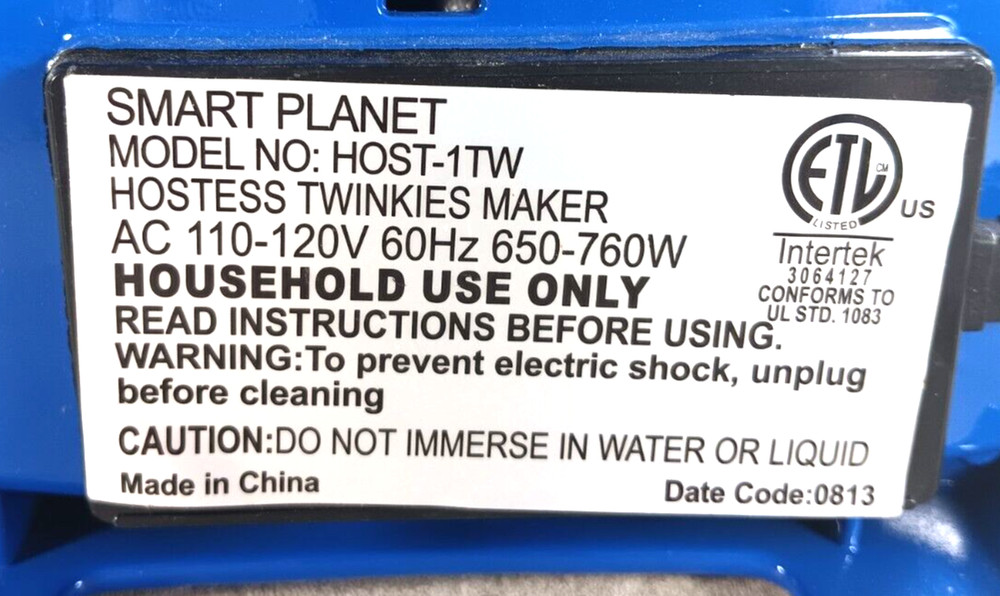 SMART PLANET
MODEL NO: HOST-1TW
HOSTESS TWINKIES MAKER
AC 110-120V 60Hz 650-760W
HOUSEHOLD USE ONLY
READ INSTRUCTIONS BEFORE USING.
WARNING:To prevent electric shock, unplug
before cleaning
CAUTION:DO NOT IMMERSE IN WATER OR LIQUID
Made in China
Date Code:0813
ETL CM
LISTED
US
Intertek
3064127
CONFORMS TO
UL STD. 1083